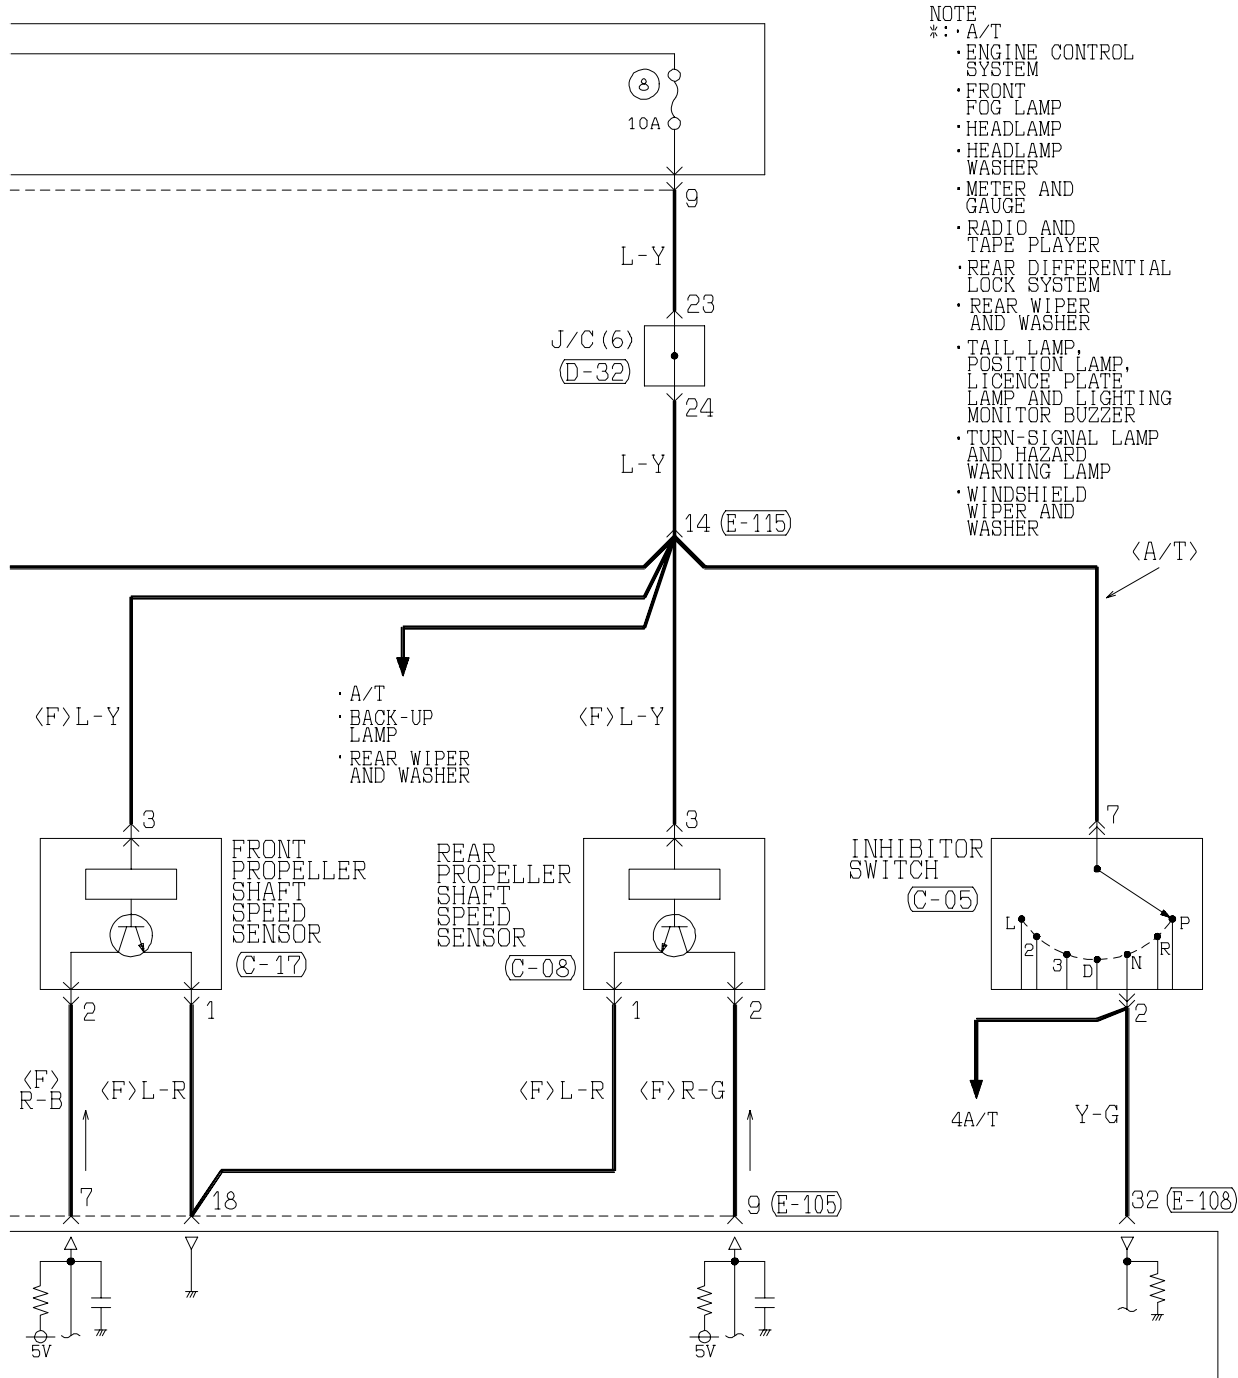 NOTE
*:·A/T
·ENGINE CONTROL
SYSTEM
·FRONT
FOG LAMP
·HEADLAMP
·HEADLAMP
WASHER
·METER AND
GAUGE
·RADIO AND
TAPE PLAYER
·REAR DIFFERENTIAL
LOCK SYSTEM
·REAR WIPER
AND WASHER
·TAIL LAMP,
POSITION LAMP,
LICENCE PLATE
LAMP AND LIGHTING
MONITOR BUZZER
·TURN-SIGNAL LAMP
AND HAZARD
WARNING LAMP
·WINDSHIELD
WIPER AND
WASHER
8
10A
9
L-Y
23
J/C(6)
(D-32)
24
L-Y
14 (E-115)
<A/T>
·A/T
·BACK-UP
LAMP
·REAR WIPER
AND WASHER
<F>L-Y
<F>L-Y
3
3
7
FRONT
PROPELLER
SHAFT
SPEED
SENSOR
(C-17)
REAR
PROPELLER
SHAFT
SPEED
SENSOR
(C-08)
INHIBITOR
SWITCH
(C-05)
L
2
3
D
N
R
P
2
1
1
2
2
<F>
R-B
<F>L-R
<F>L-R
<F>R-G
4A/T
Y-G
7
18
9 (E-105)
32 (E-108)
5V
5V